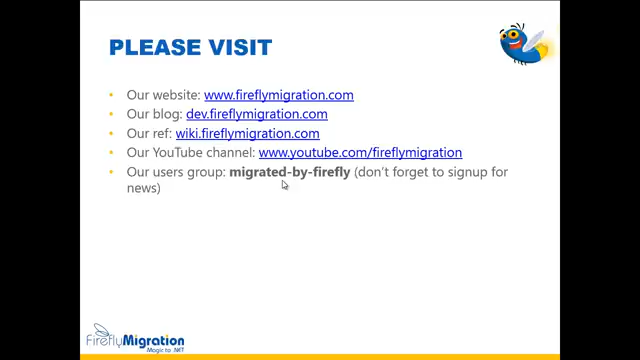 PLEASE VISIT
• Our website: www.fireflymigration.com
• Our blog: dev.fireflymigration.com
• Our ref: wiki.fireflymigration.com
• Our YouTube channel: www.youtube.com/fireflymigration
• Our users group: migrated-by-firefly (don't forget to signup for
news)
FireflyMigration
Magic to .NET